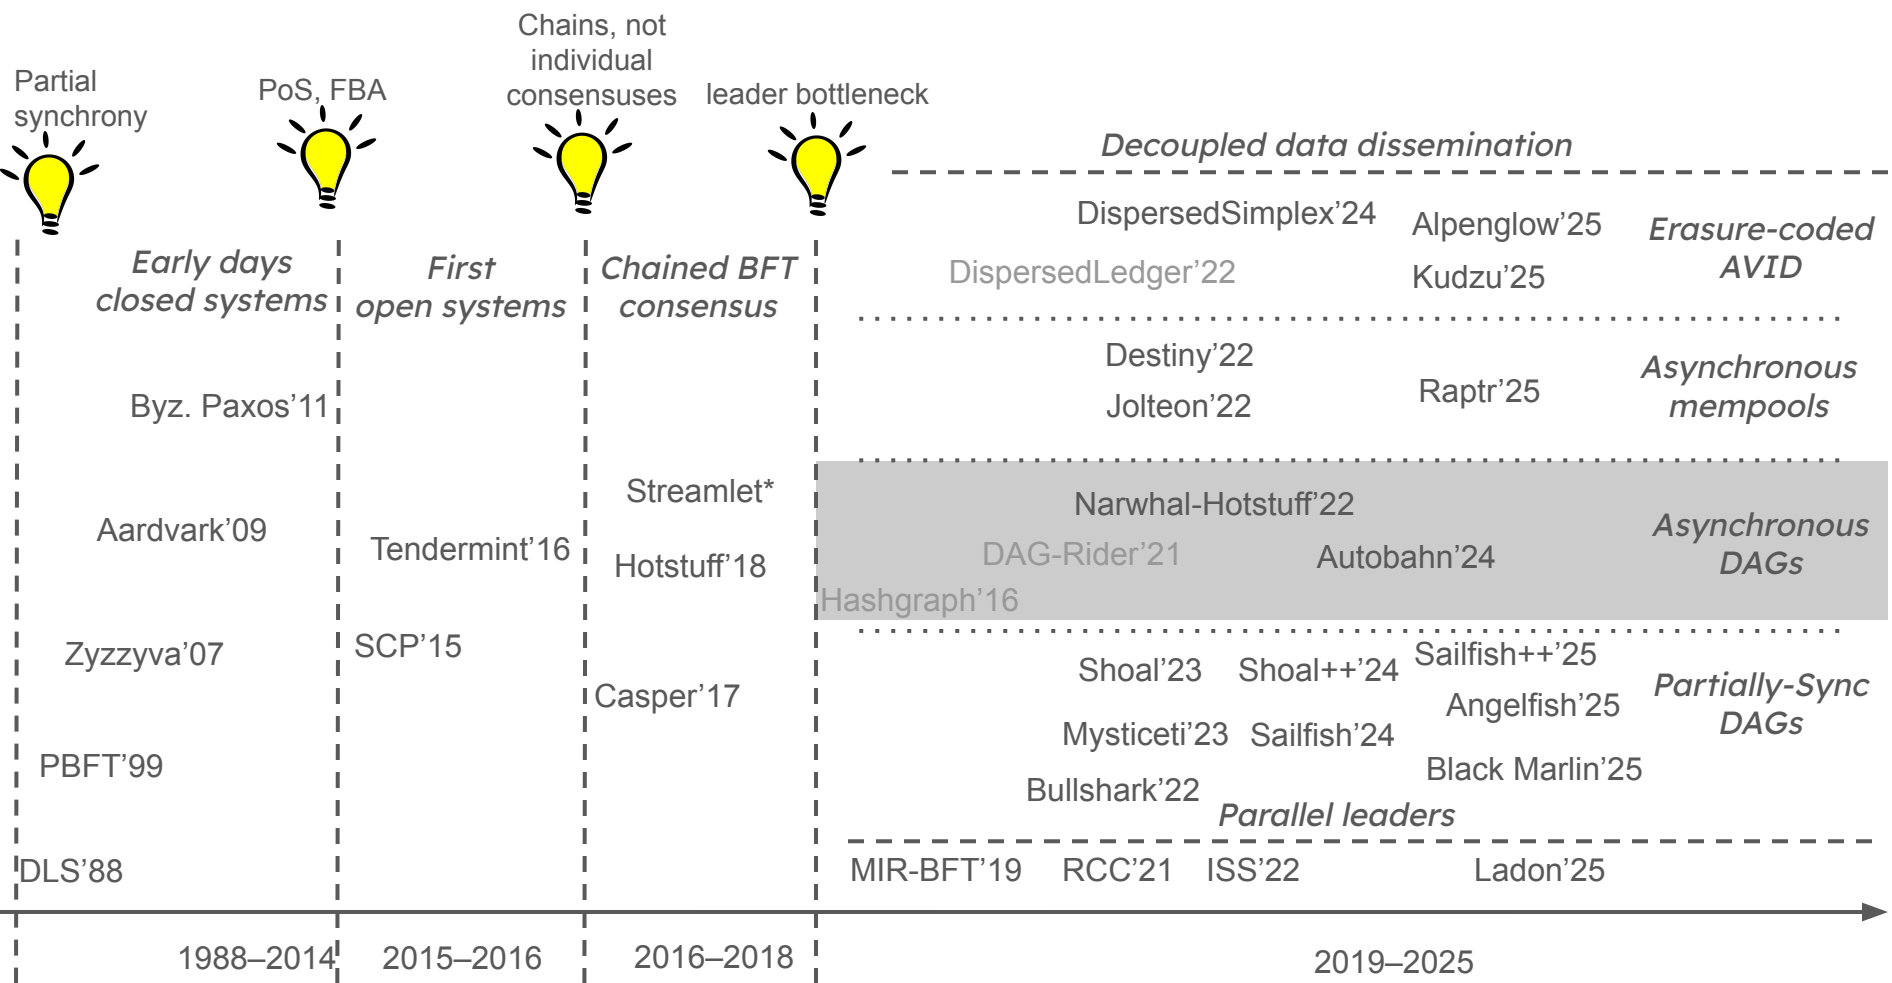 Partial
synchrony
PoS, FBA
Chains, not
individual
consensuses
leader bottleneck
Early days
closed systems
Byz. Paxos’11
Aardvark’09
Zyzzyva’07
PBFT’99
DLS’88
First
open systems
Tendermint’16
SCP’15
Chained BFT
consensus
Streamlet*
Hotstuff’18
Casper’17
Decoupled data dissemination
DispersedSimplex’24
Alpenglow’25
DispersedLedger’22
Kudzu’25
Erasure-coded
AVID
Destiny’22
Jolteon’22
Raptr’25
Asynchronous
mempools
Narwhal-Hotstuff’22
DAG-Rider’21
Autobahn’24
Hashgraph’16
Asynchronous
DAGs
Shoal’23
Shoal++’24
Sailfish++’25
Angelfish’25
Mysticeti’23
Sailfish’24
Black Marlin’25
Bullshark’22
Partially-Sync
DAGs
Parallel leaders
MIR-BFT’19
RCC’21
ISS’22
Ladon’25
1988–2014
2015–2016
2016–2018
2019–2025